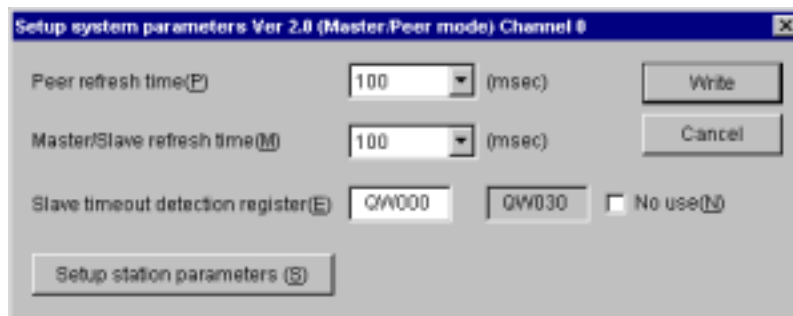 Setup system parameters Ver 2.0 (Master/Peer mode) Channel 0
Peer refresh time(P) 100 (msec) Write
Master/Slave refresh time(M) 100 (msec) Cancel
Slave timeout detection register(E) QW000 QW030 No use(N)
Setup station parameters (S)